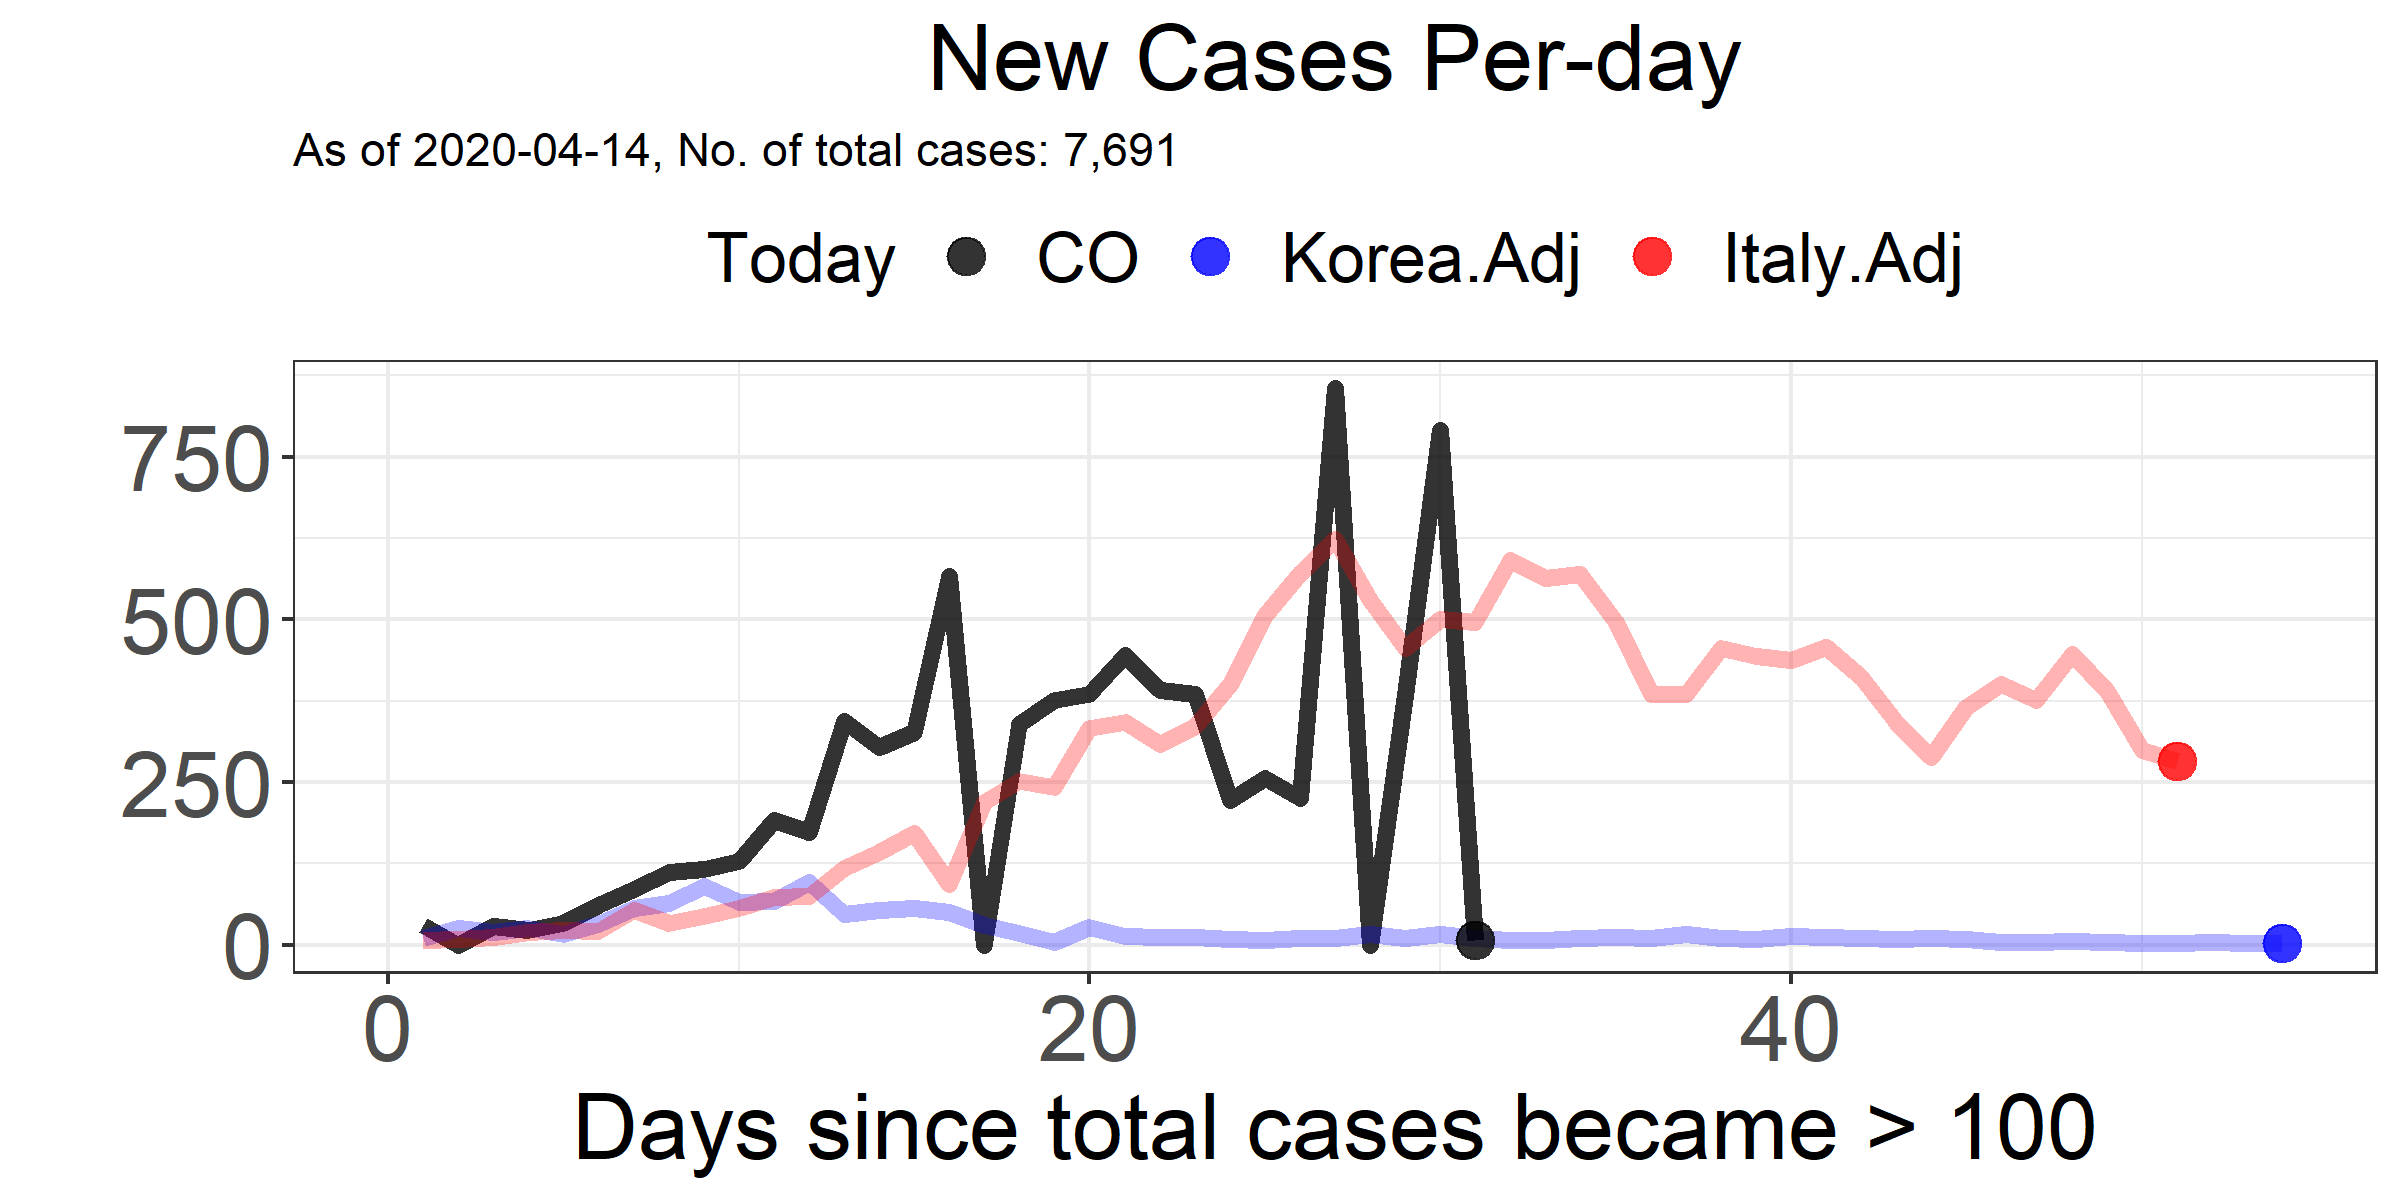 New Cases Per-day
As of 2020-04-14, No. of total cases: 7,691
Today CO Korea.Adj Italy.Adj
750
500
250
0
0 20 40
Days since total cases became > 100